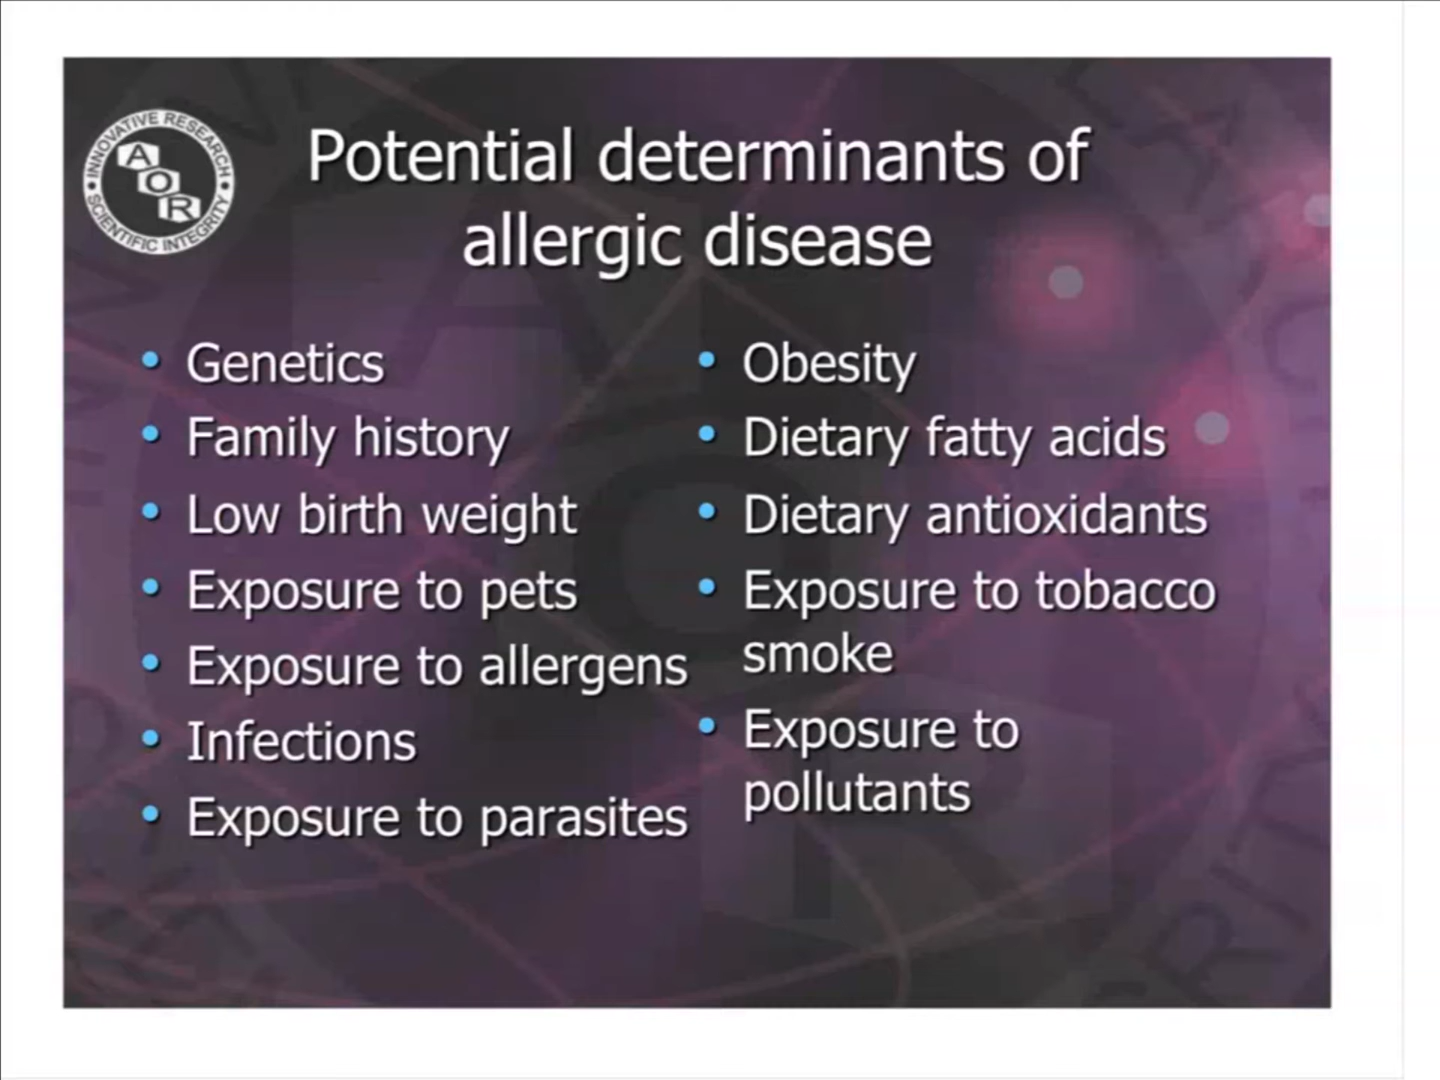 INNOVATIVE RESEARCH
A
O
R
SCIENTIFIC INTEGRITY
Potential determinants of
allergic disease
• Genetics
• Family history
• Low birth weight
• Exposure to pets
• Exposure to allergens
• Infections
• Exposure to parasites
• Obesity
• Dietary fatty acids
• Dietary antioxidants
• Exposure to tobacco
smoke
• Exposure to
pollutants